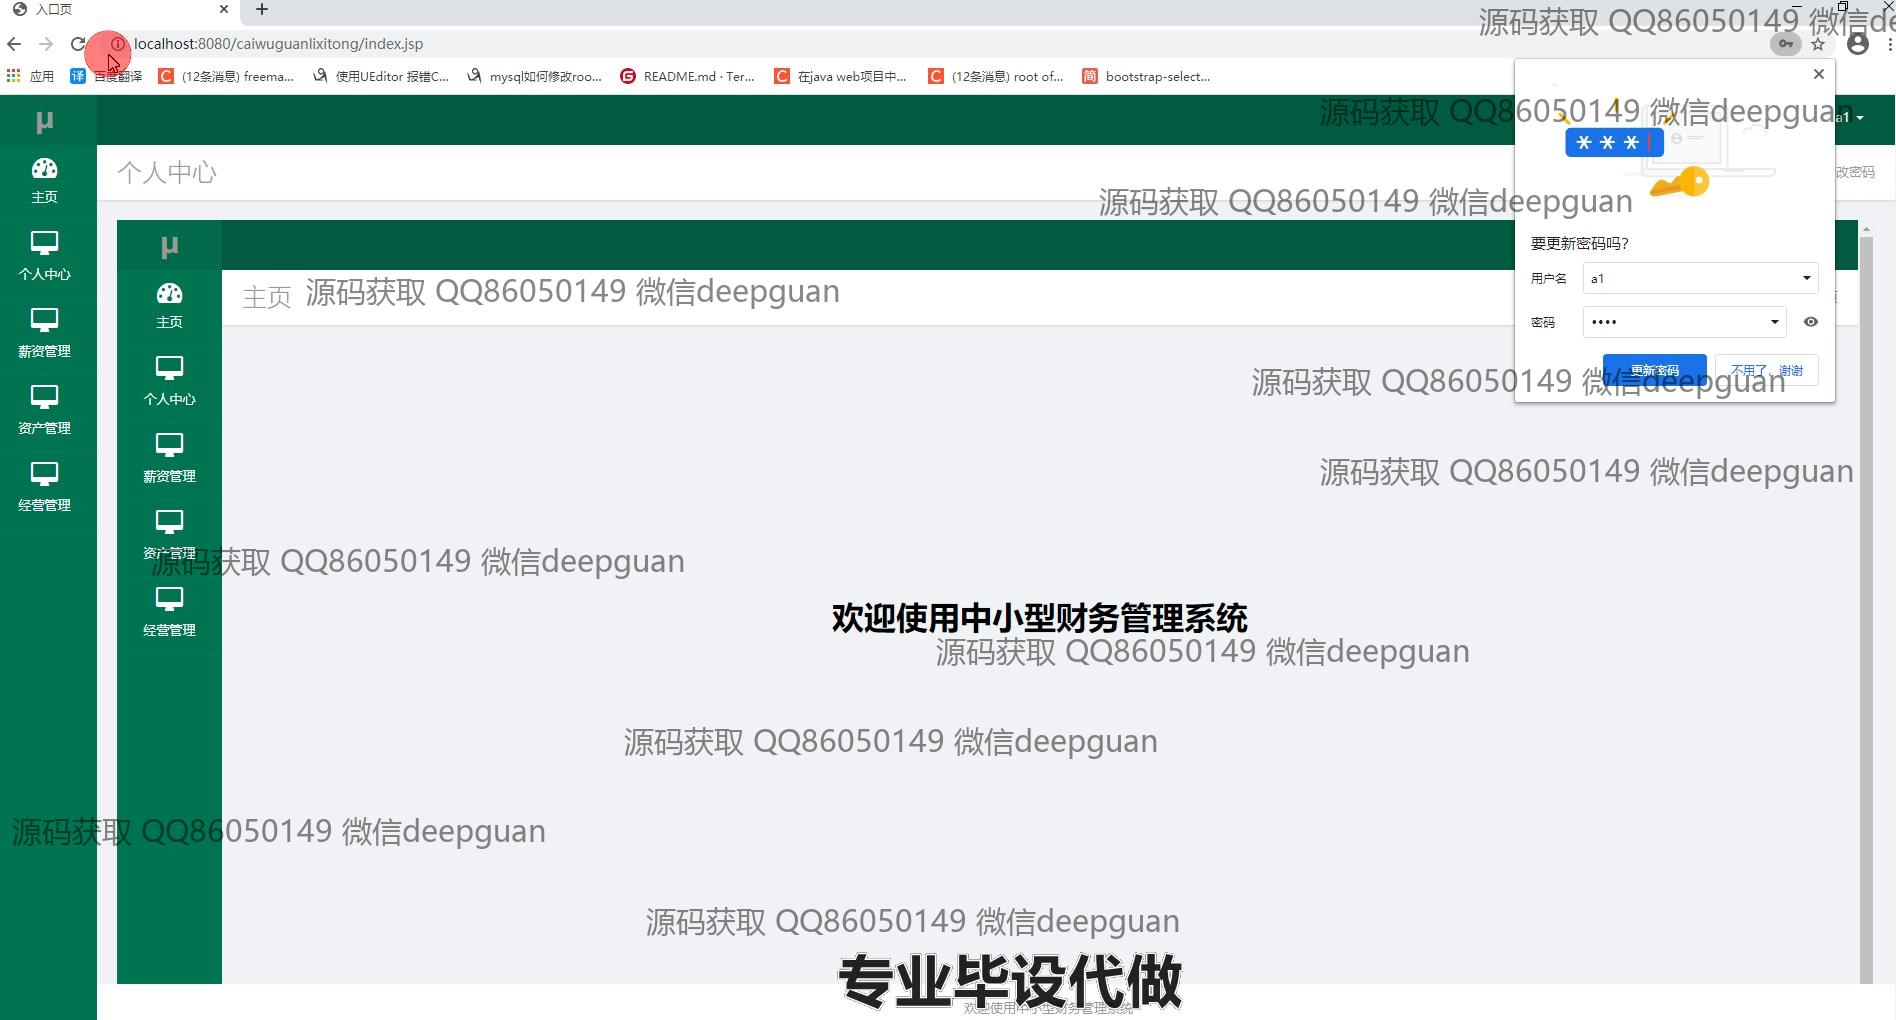 入口页
localhost:8080/caiwuguanlixitong/index.jsp
源码获取 QQ86050149 微信de
应用
百度翻译
(12条消息) freema...
使用UEditor 报错C...
mysql如何修改roo...
README.md · Ter...
在java web项目中...
(12条消息) root of...
bootstrap-select...
源码获取 QQ86050149 微信deepguan
a1
μ
主页
个人中心
薪资管理
资产管理
经营管理
个人中心
改密码
源码获取 QQ86050149 微信deepguan
要更新密码吗?
用户名
a1
密码
••••
更新密码
不用了，谢谢
μ
主页
个人中心
薪资管理
资产管理
经营管理
主页
源码获取 QQ86050149 微信deepguan
源码获取 QQ86050149 微信deepguan
源码获取 QQ86050149 微信deepguan
源码获取 QQ86050149 微信deepguan
欢迎使用中小型财务管理系统
源码获取 QQ86050149 微信deepguan
源码获取 QQ86050149 微信deepguan
源码获取 QQ86050149 微信deepguan
源码获取 QQ86050149 微信deepguan
专业毕设代做
欢迎使用中小型财务管理系统